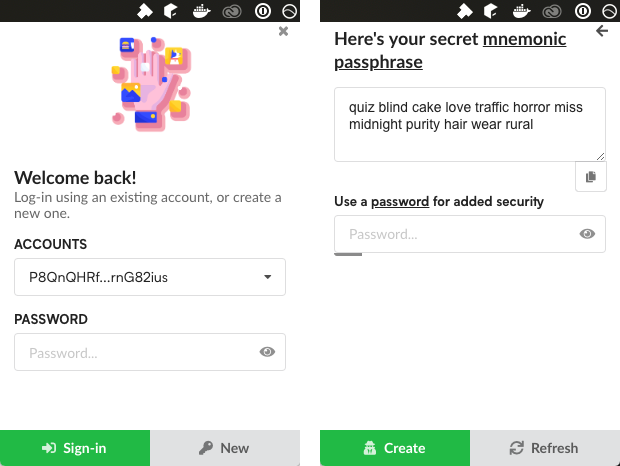 Welcome back!
Log-in using an existing account, or create a
new one.
ACCOUNTS
P8QnQHRf...rnG82ius
PASSWORD
Password...
Sign-in
New
Here's your secret mnemonic
passphrase
quiz blind cake love traffic horror miss
midnight purity hair wear rural
Use a password for added security
Password...
Create
Refresh